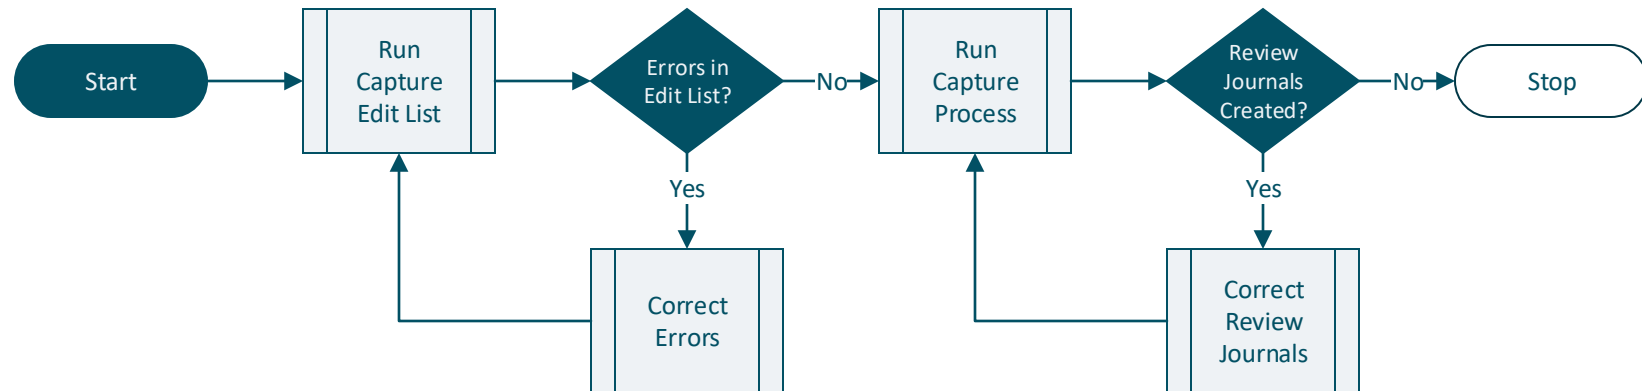 Start
Run
Capture
Edit List
Errors in
Edit List?
No
Run
Capture
Process
Review
Journals
Created?
No
Stop
Yes
Yes
Correct
Errors
Correct
Review
Journals